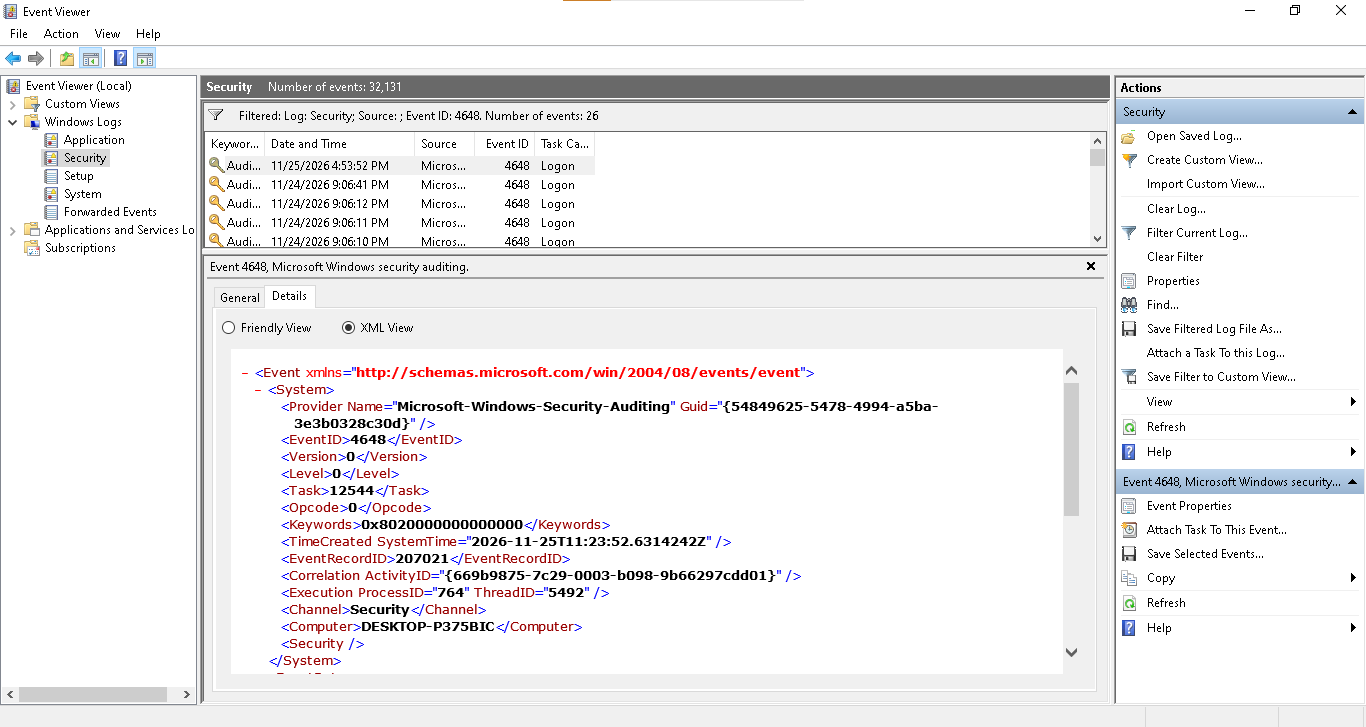 Event Viewer
File Action View Help
Event Viewer (Local)
Custom Views
Windows Logs
Application
Security
Setup
System
Forwarded Events
Applications and Services Lo
Subscriptions
Security Number of events: 32,131
Filtered: Log: Security; Source: ; Event ID: 4648. Number of events: 26
Keywor... Date and Time Source Event ID Task Ca...
Audi... 11/25/2026 4:53:52 PM Micros... 4648 Logon
Audi... 11/24/2026 9:06:41 PM Micros... 4648 Logon
Audi... 11/24/2026 9:06:12 PM Micros... 4648 Logon
Audi... 11/24/2026 9:06:11 PM Micros... 4648 Logon
Audi... 11/24/2026 9:06:10 PM Micros... 4648 Logon
Event 4648, Microsoft Windows security auditing.
General Details
Friendly View XML View
- <Event xmlns="http://schemas.microsoft.com/win/2004/08/events/event">
- <System>
<Provider Name="Microsoft-Windows-Security-Auditing" Guid="{54849625-5478-4994-a5ba-
3e3b0328c30d}" />
<EventID>4648</EventID>
<Version>0</Version>
<Level>0</Level>
<Task>12544</Task>
<Opcode>0</Opcode>
<Keywords>0x8020000000000000</Keywords>
<TimeCreated SystemTime="2026-11-25T11:23:52.6314242Z" />
<EventRecordID>207021</EventRecordID>
<Correlation ActivityID="{669b9875-7c29-0003-b098-9b66297cdd01}" />
<Execution ProcessID="764" ThreadID="5492" />
<Channel>Security</Channel>
<Computer>DESKTOP-P375BIC</Computer>
<Security />
</System>
Actions
Security
Open Saved Log...
Create Custom View...
Import Custom View...
Clear Log...
Filter Current Log...
Clear Filter
Properties
Find...
Save Filtered Log File As...
Attach a Task To this Log...
Save Filter to Custom View...
View
Refresh
Help
Event 4648, Microsoft Windows security...
Event Properties
Attach Task To This Event...
Save Selected Events...
Copy
Refresh
Help